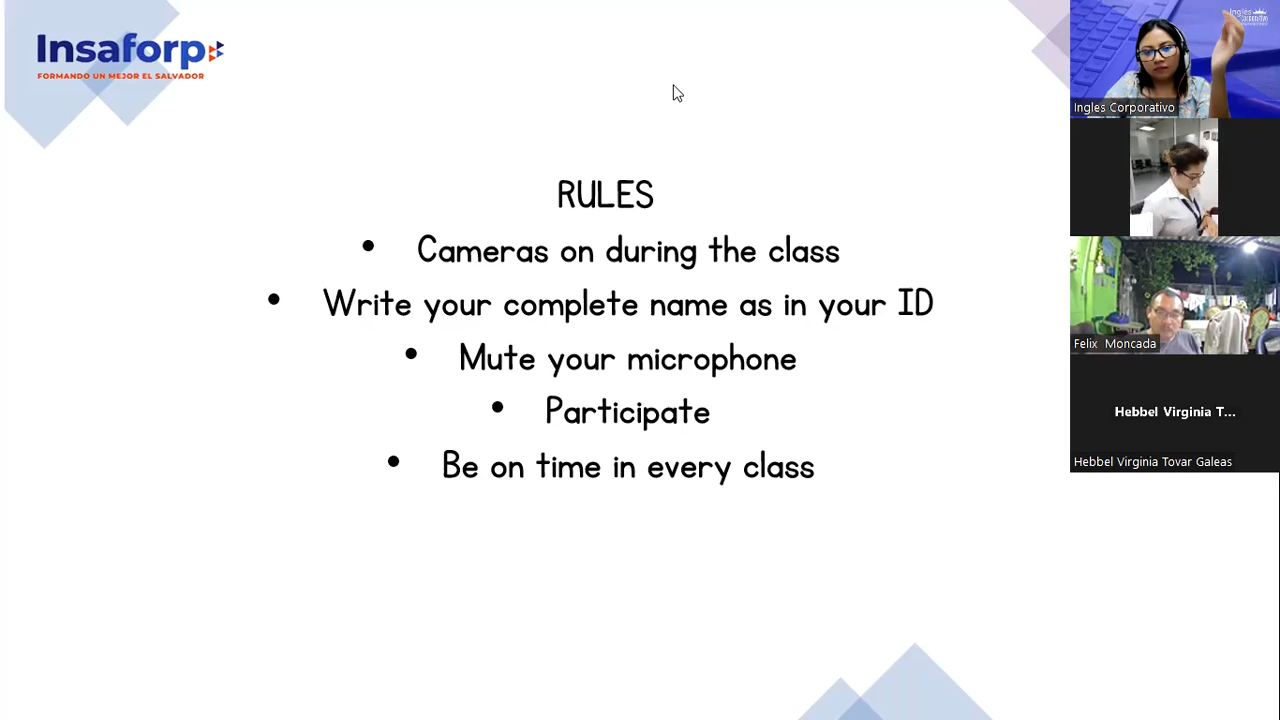 Insaforp
FORMANDO UN MEJOR EL SALVADOR
RULES
• Cameras on during the class
• Write your complete name as in your ID
• Mute your microphone
• Participate
• Be on time in every class
Ingles Corporativo
Felix Moncada
Hebbel Virginia T...
Hebbel Virginia Tovar Galeas